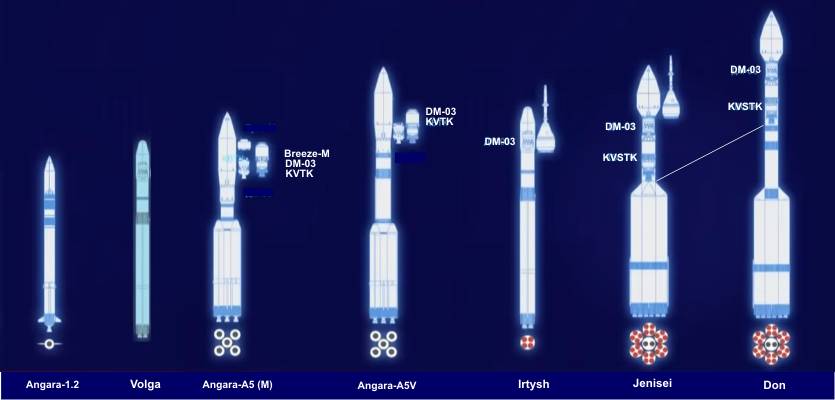 DM-03
KVSTK
DM-03
KVTK
DM-03
KVSTK
DM-03
Breeze-M
DM-03
KVTK
Angara-1.2
Volga
Angara-A5 (M)
Angara-A5V
Irtysh
Jenisei
Don